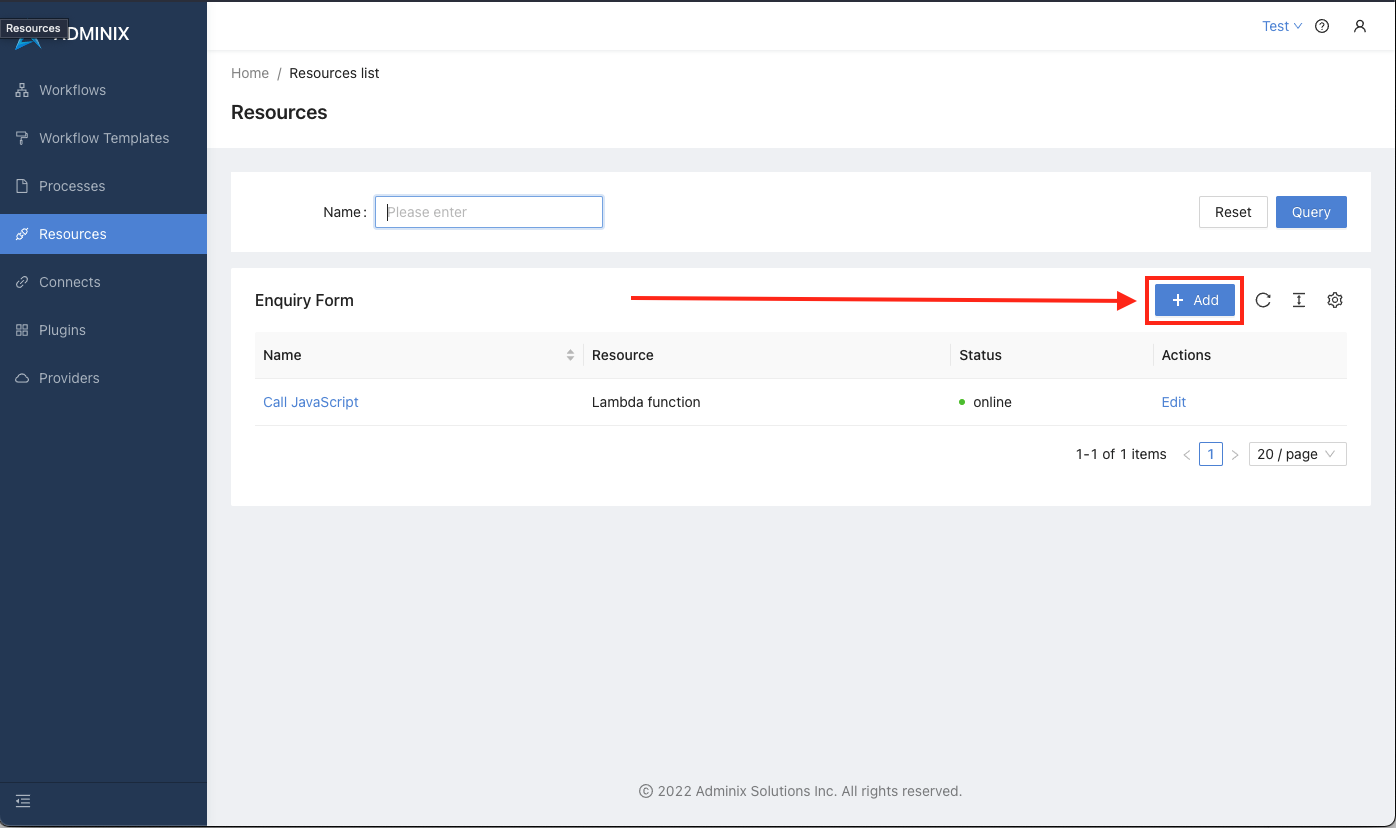 Resources
ADMINIX
Workflows
Workflow Templates
Processes
Resources
Connects
Plugins
Providers
Test
Home / Resources list
Resources
Name : Please enter
Reset Query
Enquiry Form
+ Add
Name Resource Status Actions
Call JavaScript Lambda function online Edit
1-1 of 1 items < 1 > 20 / page
© 2022 Adminix Solutions Inc. All rights reserved.